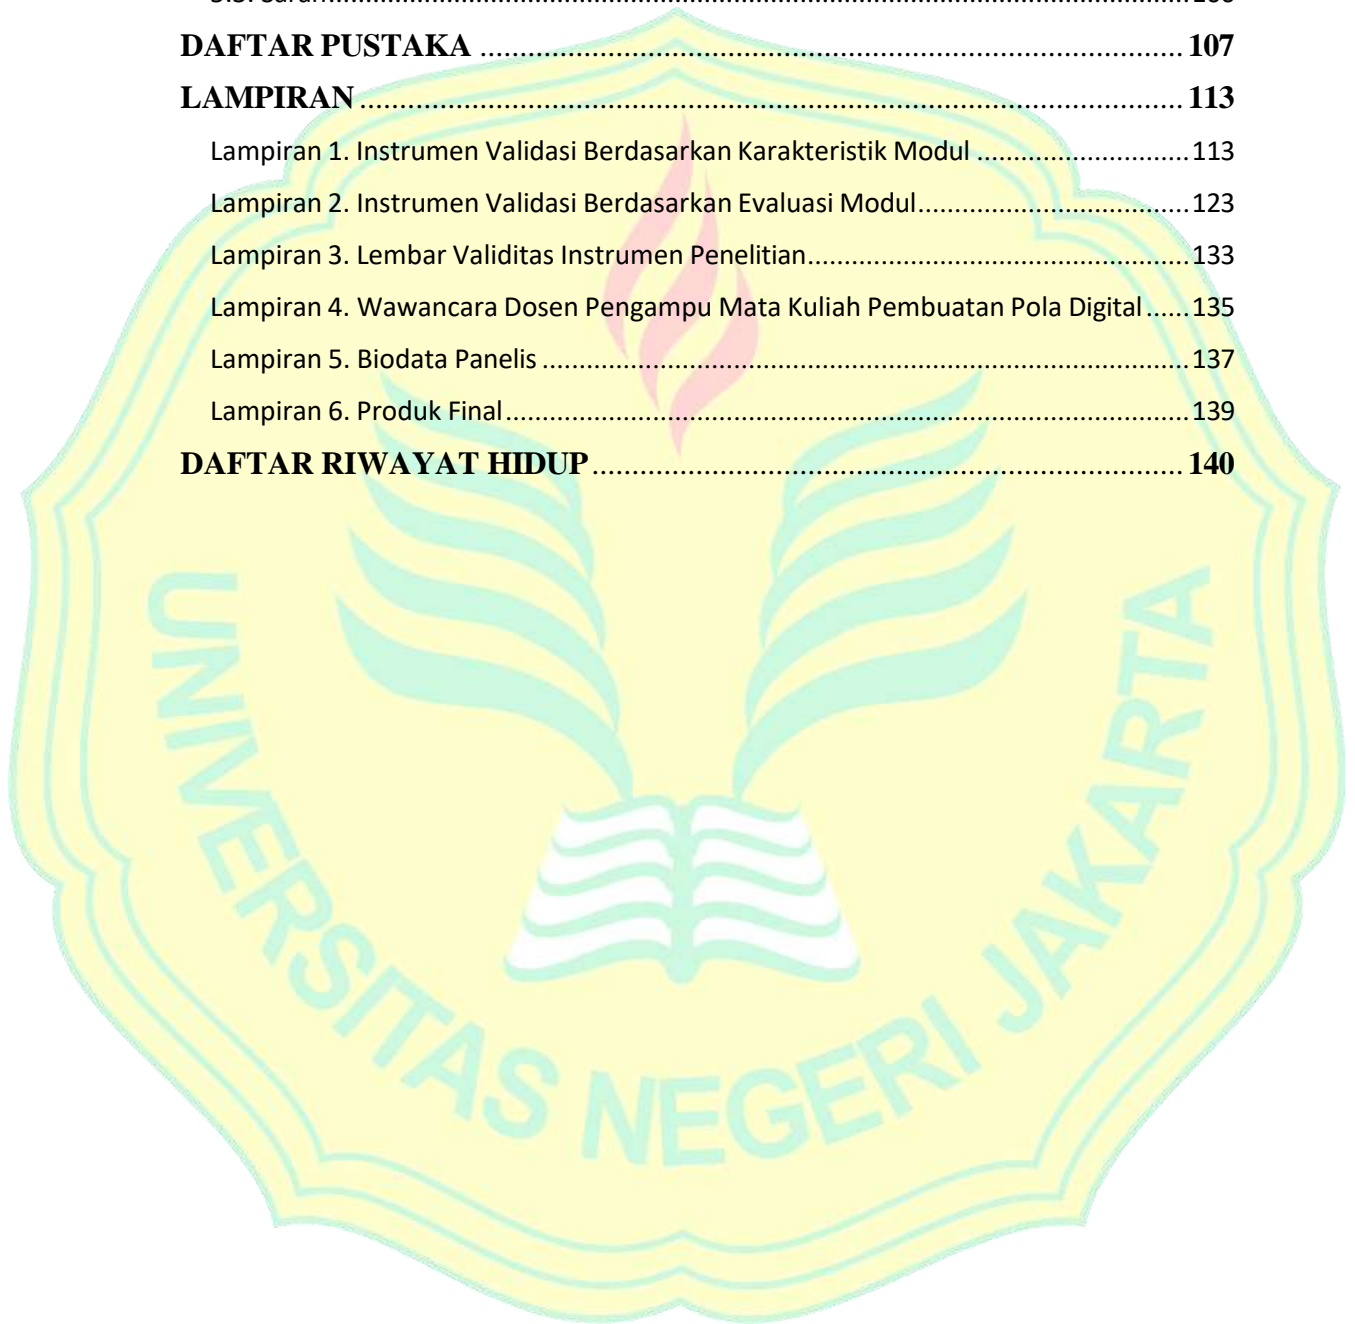 DAFTAR PUSTAKA ........................................................................................ 107
LAMPIRAN ........................................................................................ 113
Lampiran 1. Instrumen Validasi Berdasarkan Karakteristik Modul ............................ 113
Lampiran 2. Instrumen Validasi Berdasarkan Evaluasi Modul ................................... 123
Lampiran 3. Lembar Validitas Instrumen Penelitian ................................................. 133
Lampiran 4. Wawancara Dosen Pengampu Mata Kuliah Pembuatan Pola Digital ...... 135
Lampiran 5. Biodata Panelis ................................................................................... 137
Lampiran 6. Produk Final ....................................................................................... 139
DAFTAR RIWAYAT HIDUP ........................................................................... 140
UNIVERSITAS NEGERI JAKARTA